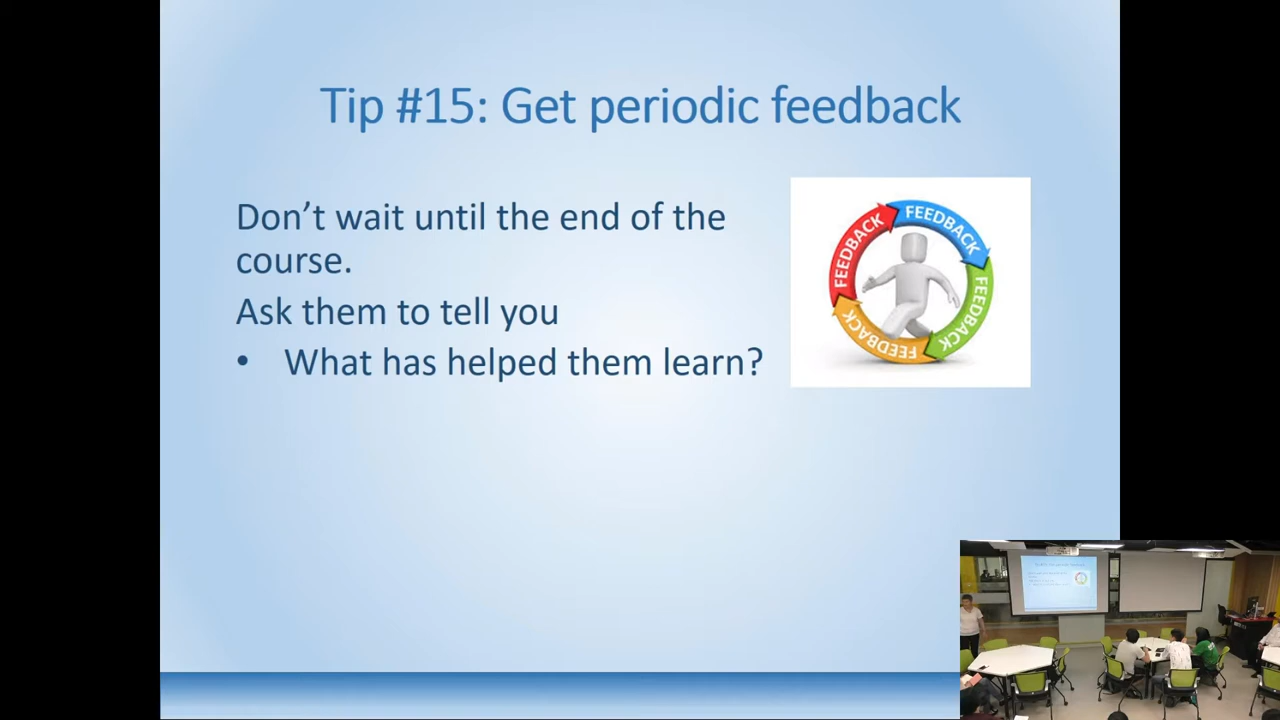 Tip #15: Get periodic feedback
Don't wait until the end of the
course.
Ask them to tell you
• What has helped them learn?
FEEDBACK
FEEDBACK
FEEDBACK
FEEDBACK
FEEDBACK